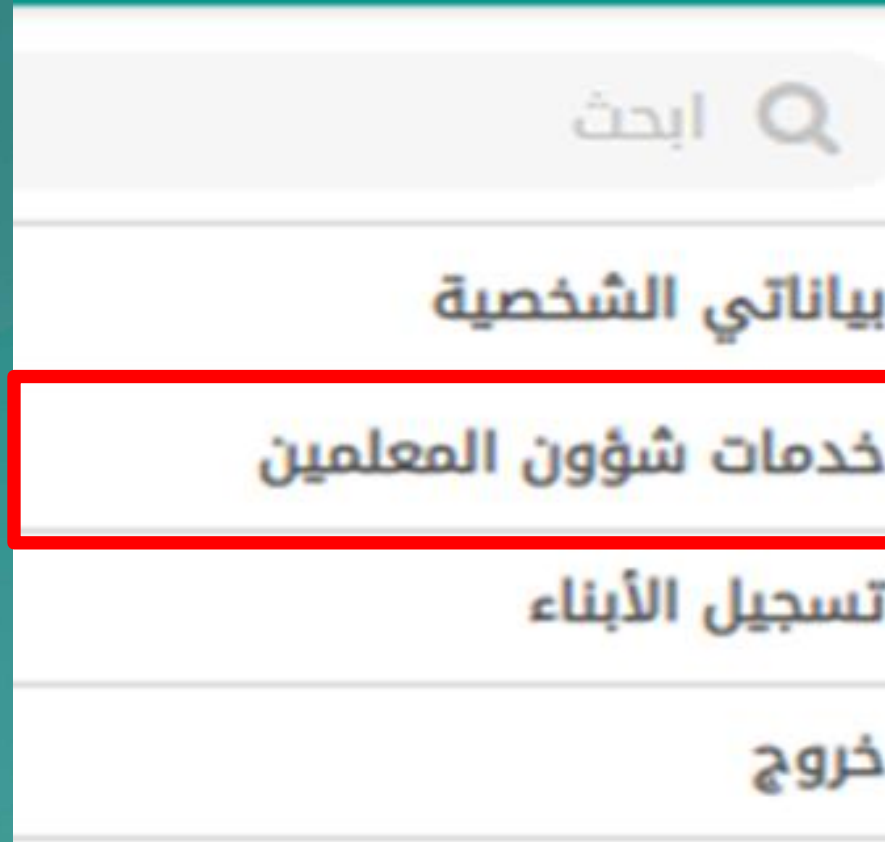 ابحث
بياناتي الشخصية
خدمات شؤون المعلمين
تسجيل الأبناء
خروج